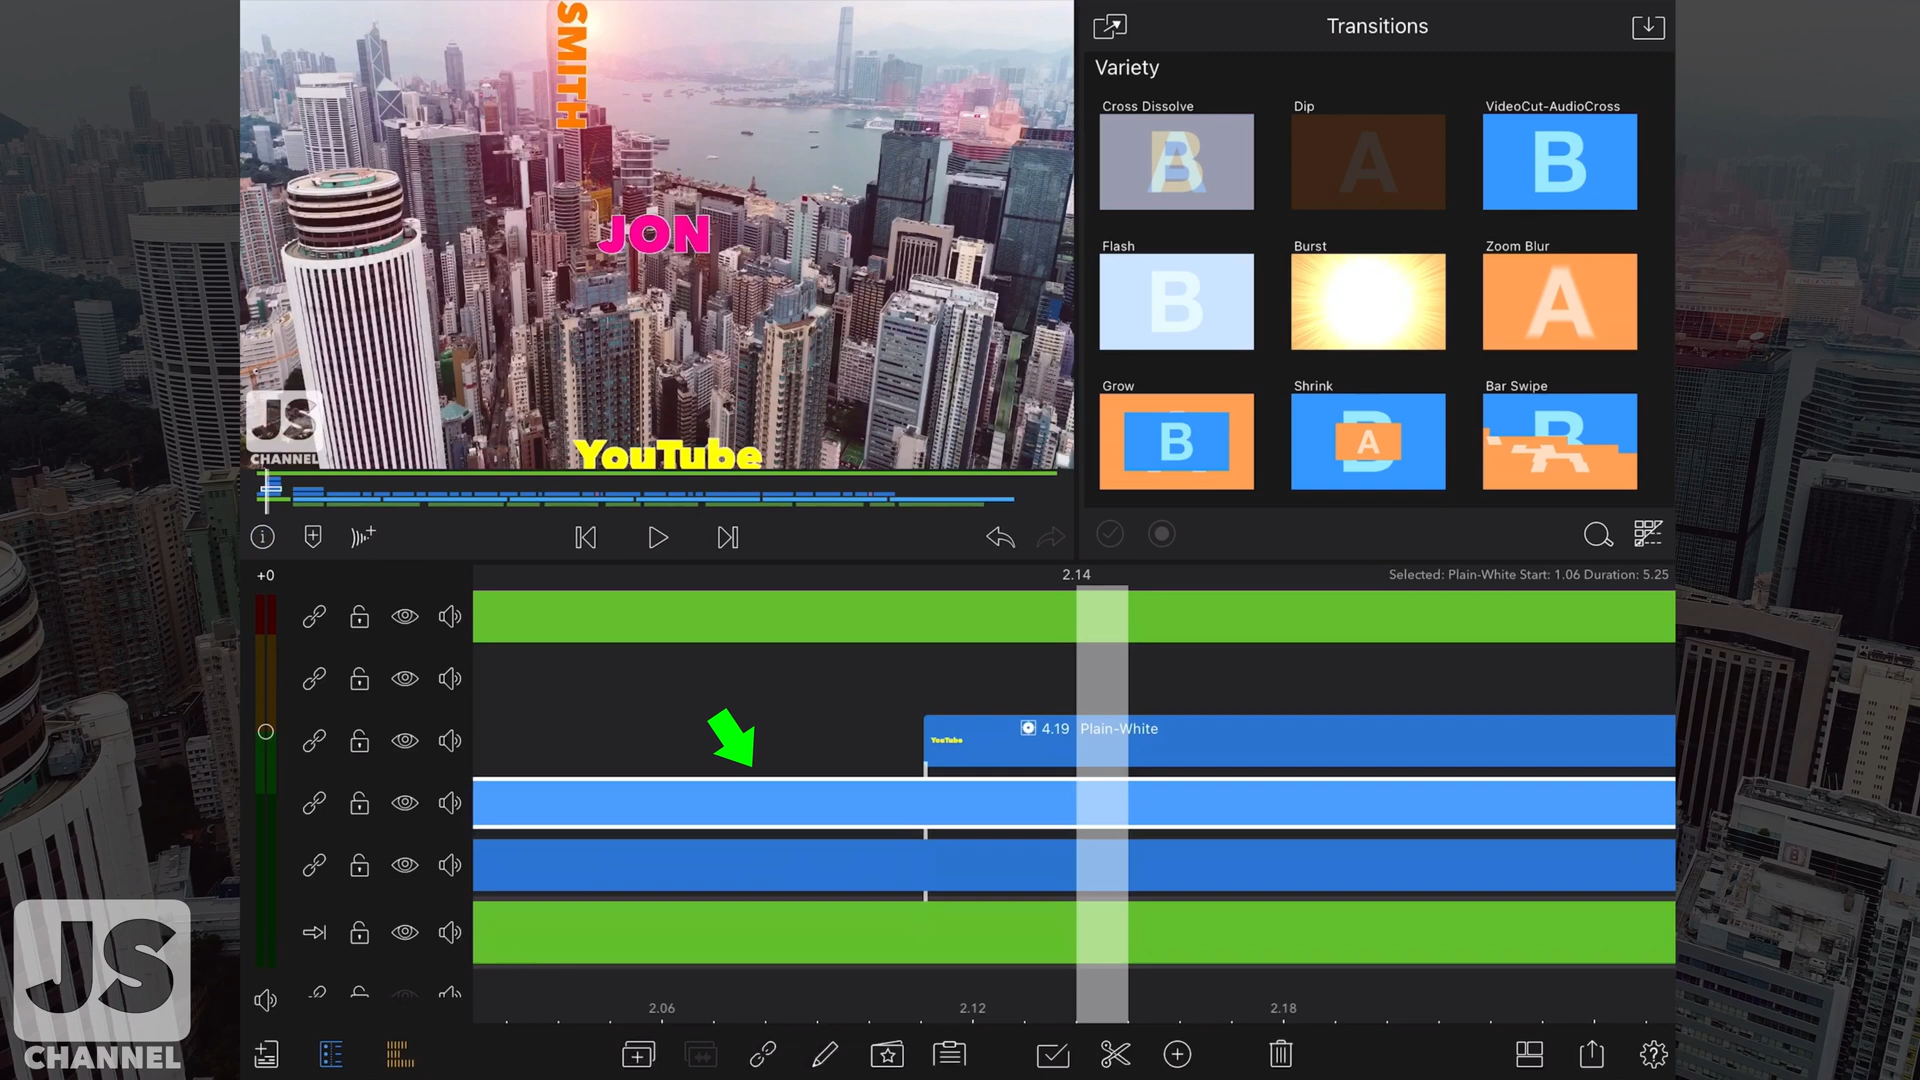 SMITH
JON
YouTube
JS
CHANNEL
Transitions
Variety
Cross Dissolve
Dip
VideoCut-AudioCross
B
A
B
Flash
Burst
Zoom Blur
B
A
Grow
Shrink
Bar Swipe
B
A
+0
2.14
Selected: Plain-White Start: 1.06 Duration: 5.25
YouTube
4.19 Plain-White
2.06
2.12
2.18
JS
CHANNEL